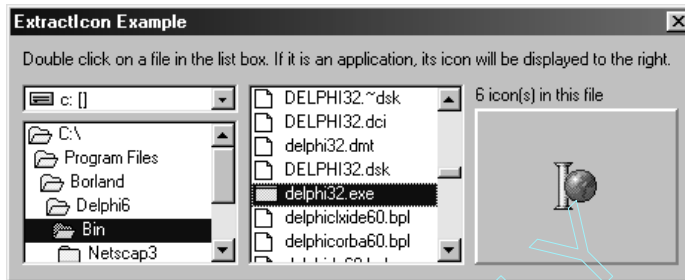 ExtractIcon Example
Double click on a file in the list box. If it is an application, its icon will be displayed to the right.
c: []
C:\
Program Files
Borland
Delphi6
Bin
Netscap3
DELPHI32.~dsk
DELPHI32.dci
delphi32.dmt
DELPHI32.dsk
delphi32.exe
delphiclxide60.bpl
delphicorba60.bpl
6 icon(s) in this file